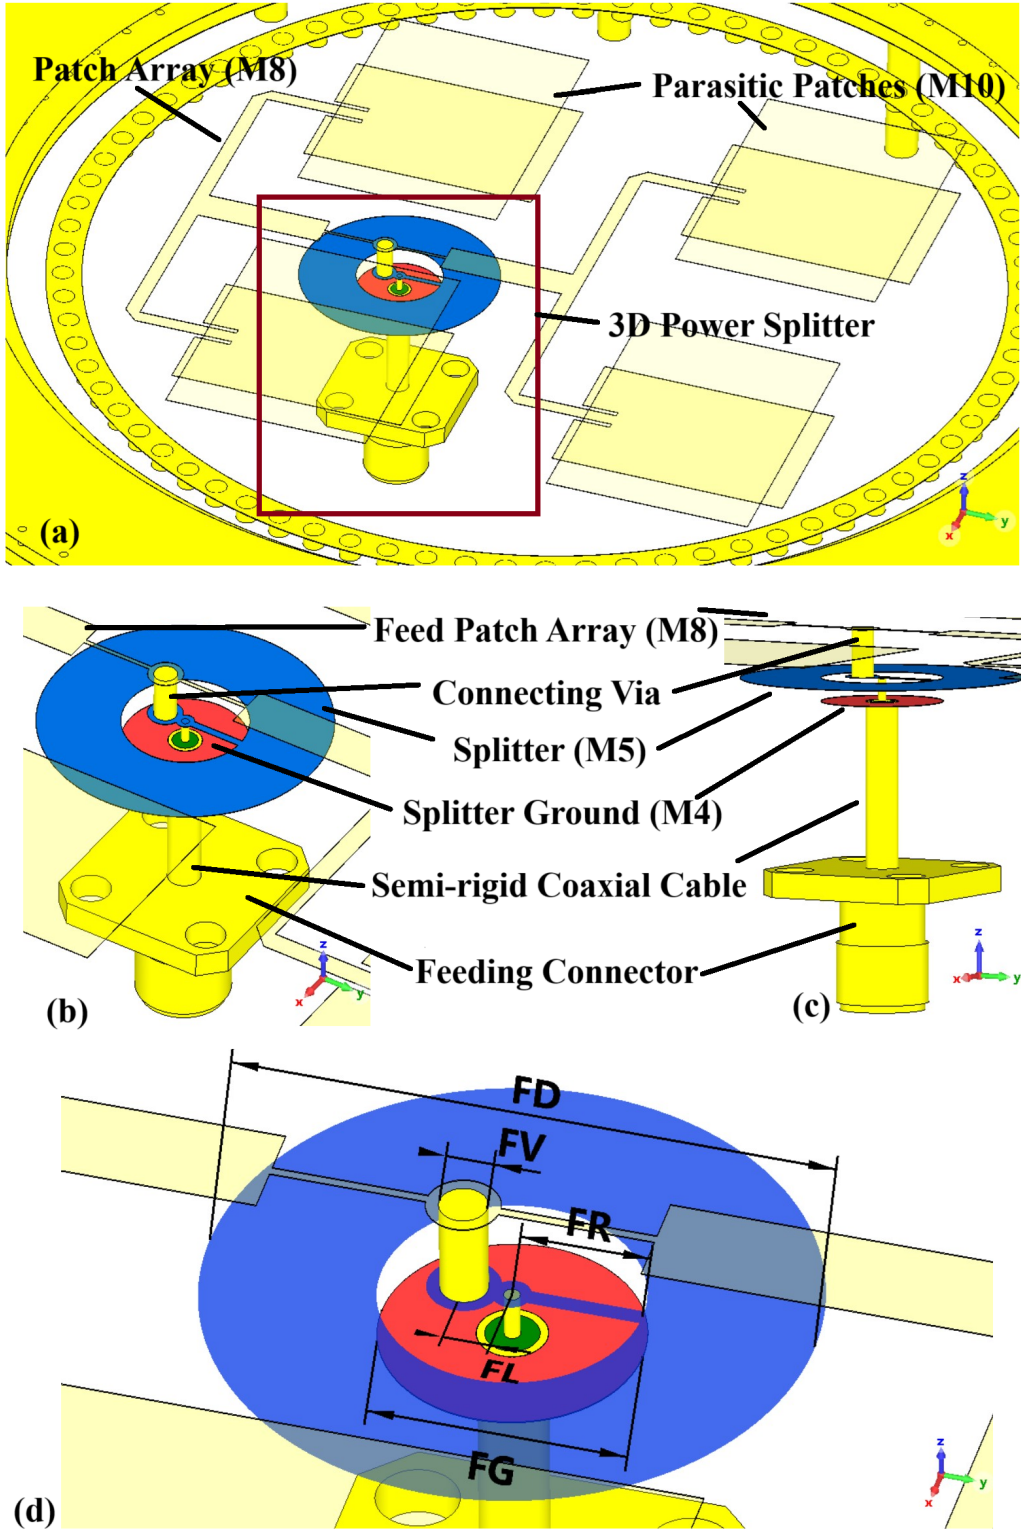 Patch Array (M8)
Parasitic Patches (M10)
3D Power Splitter
(a)
z
y
x
Feed Patch Array (M8)
Connecting Via
Splitter (M5)
Splitter Ground (M4)
Semi-rigid Coaxial Cable
Feeding Connector
z
y
x
(b)
z
y
x
(c)
FD
FV
FR
FL
FG
z
y
x
(d)